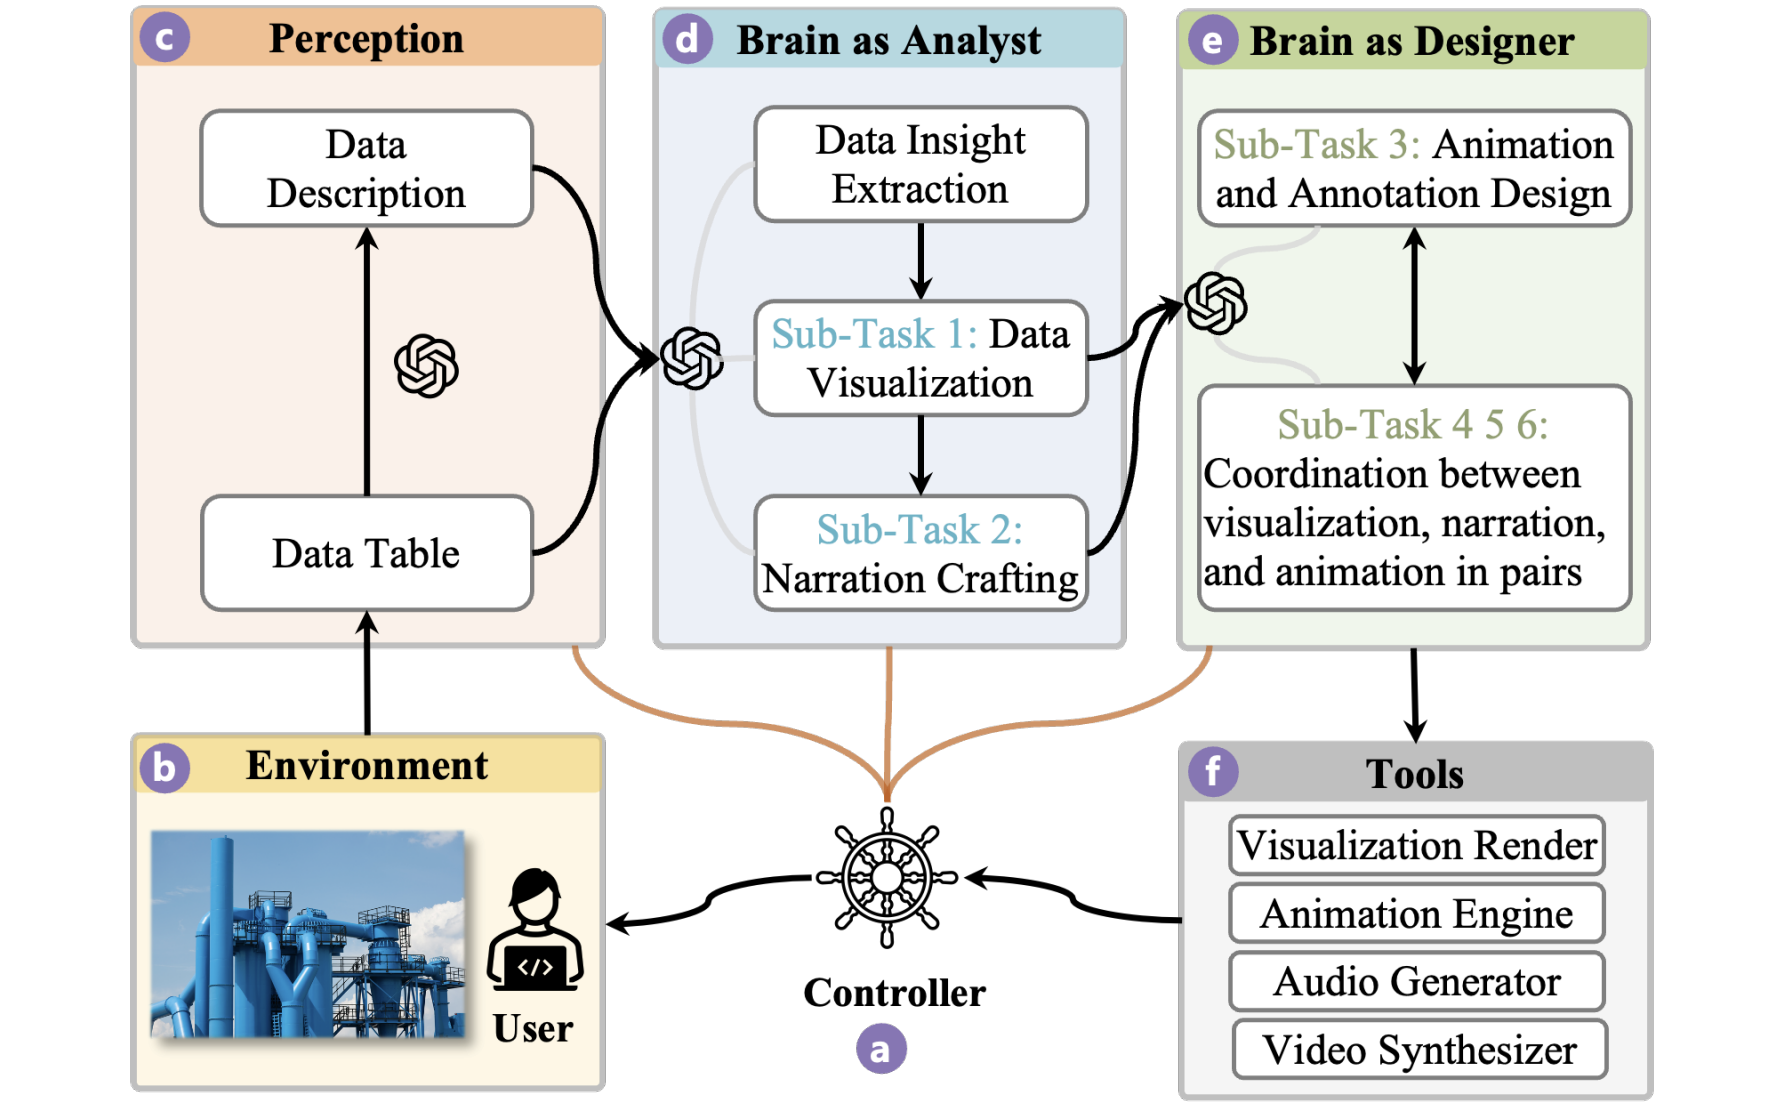 c Perception
Data
Description
Data Table
d Brain as Analyst
Data Insight
Extraction
Sub-Task 1: Data
Visualization
Sub-Task 2:
Narration Crafting
e Brain as Designer
Sub-Task 3: Animation
and Annotation Design
Sub-Task 4 5 6:
Coordination between
visualization, narration,
and animation in pairs
b Environment
</>
User
Controller
a
f Tools
Visualization Render
Animation Engine
Audio Generator
Video Synthesizer